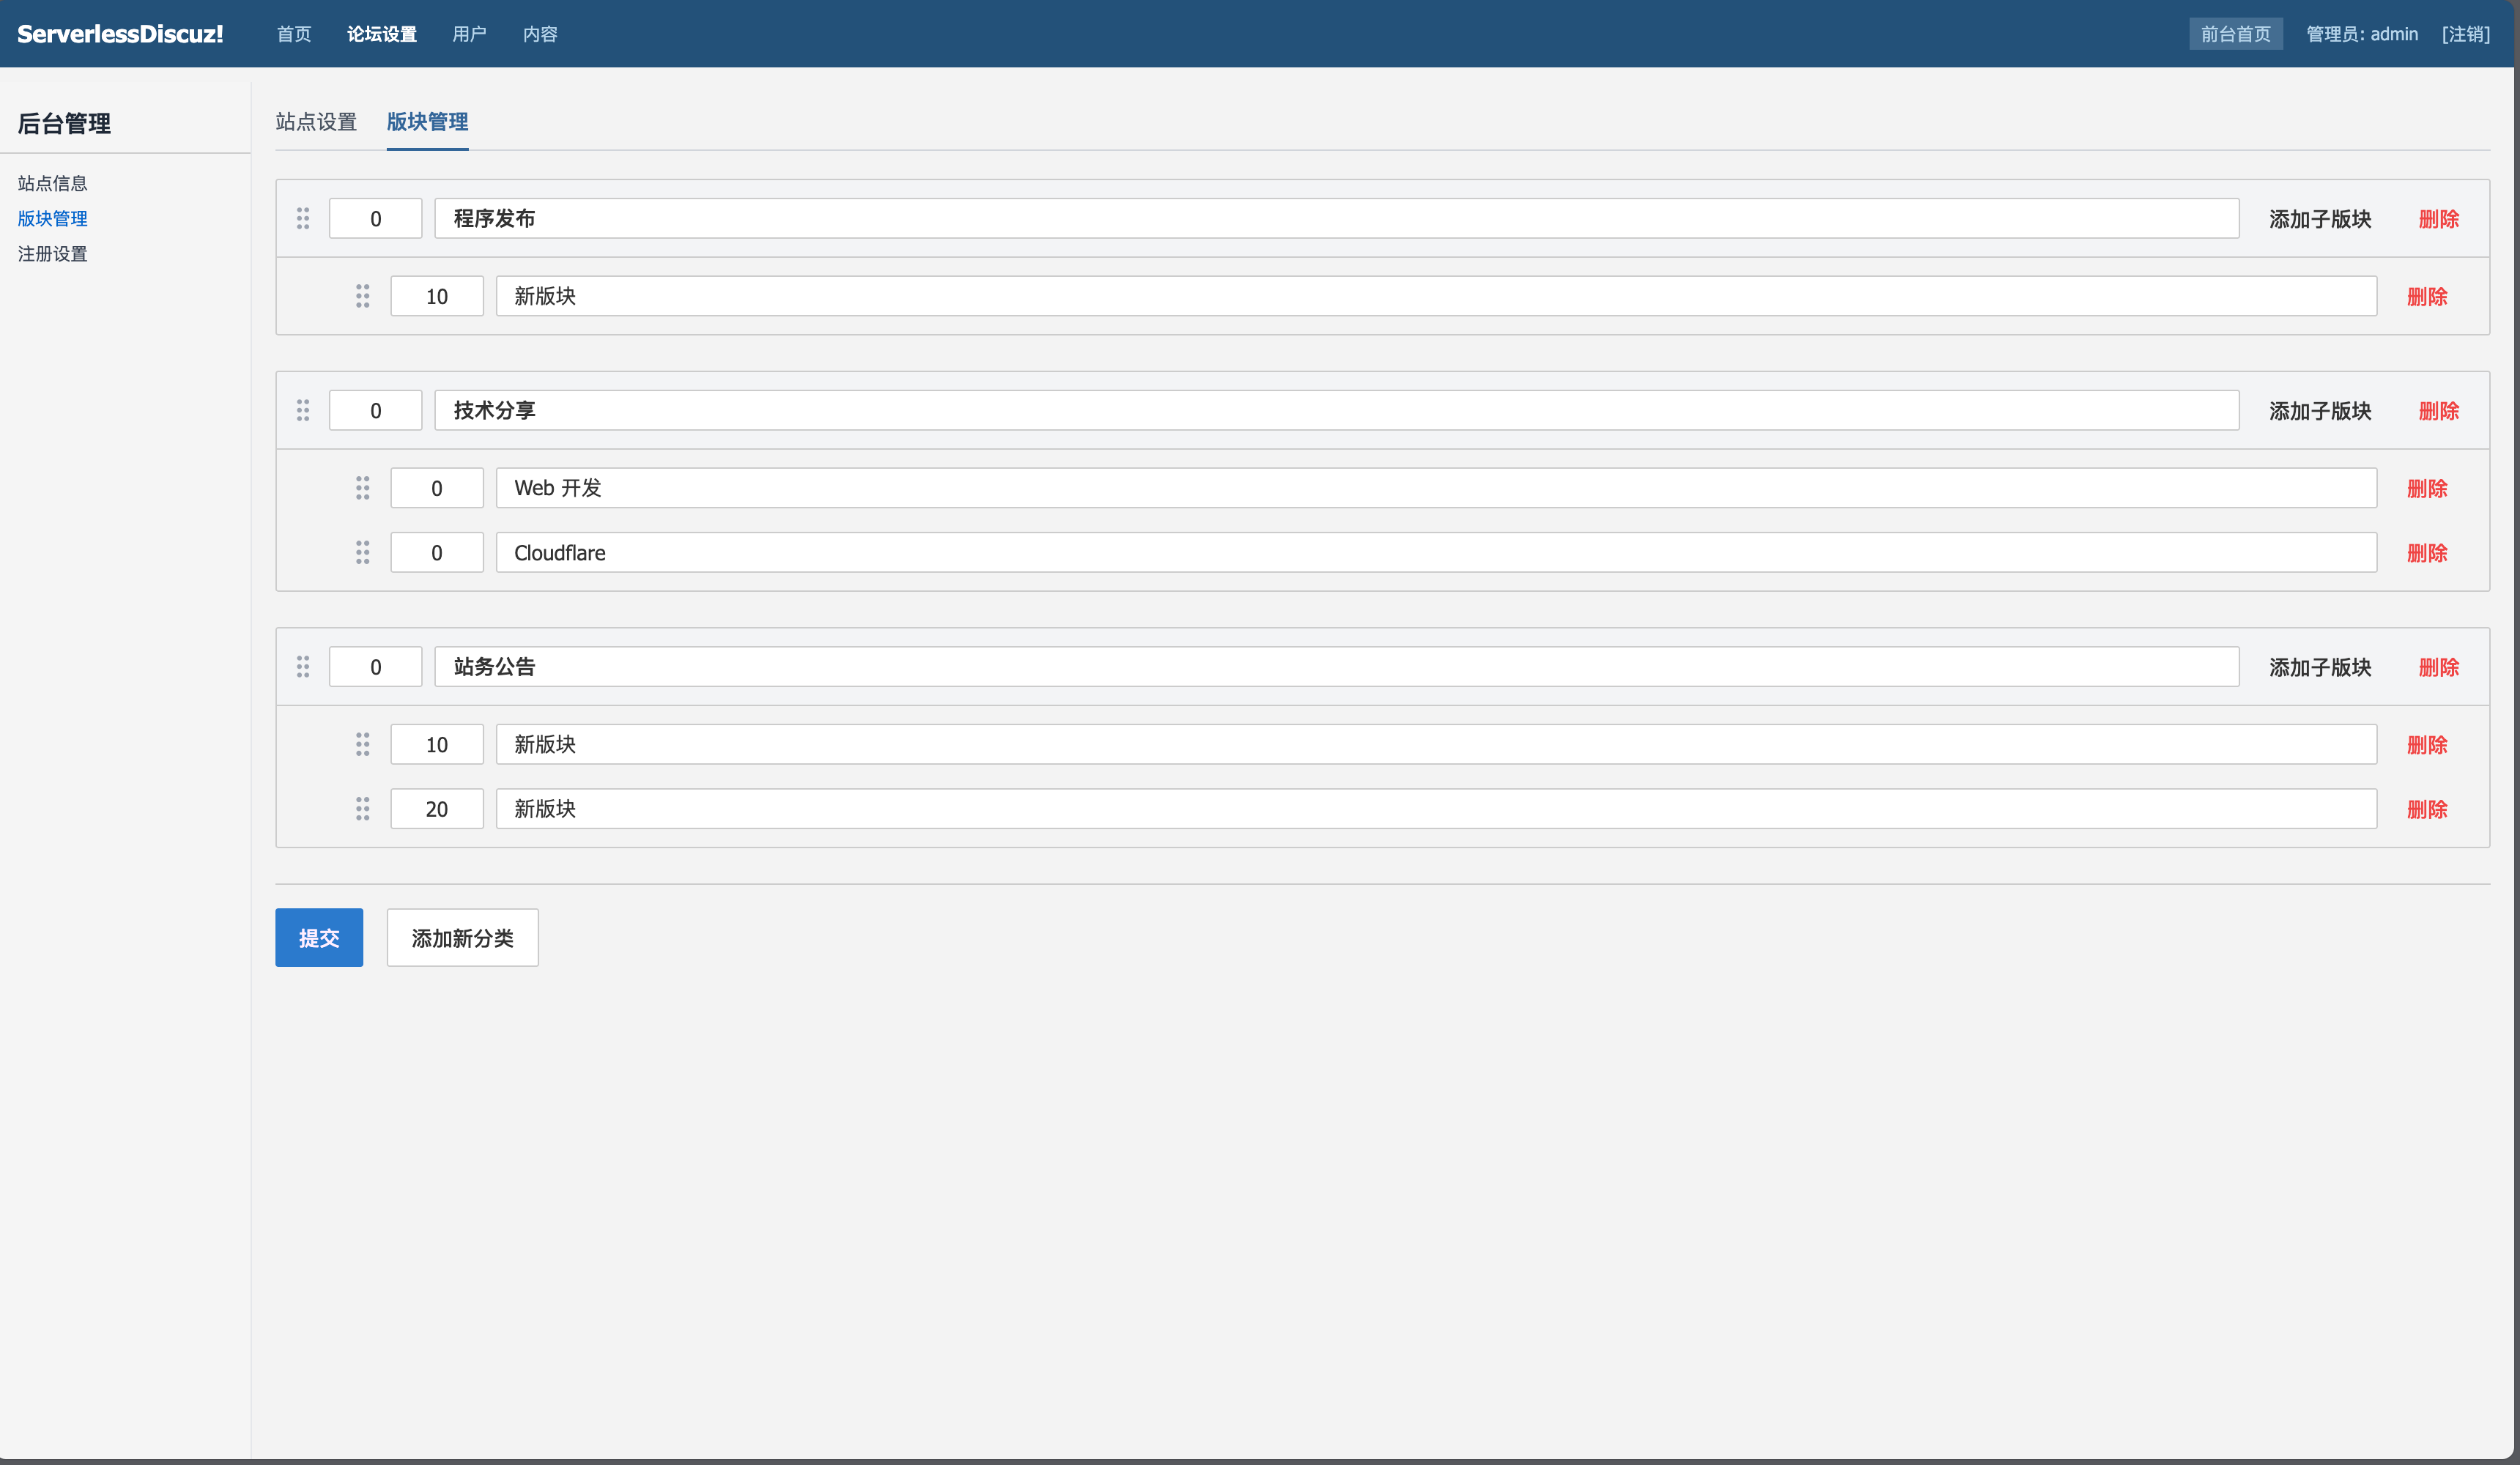 ServerlessDiscuz! 首页 论坛设置 用户 内容 前台首页 管理员: admin [注销]
后台管理
站点信息
版块管理
注册设置
站点设置 版块管理
0 程序发布 添加子版块 删除
10 新版块 删除
0 技术分享 添加子版块 删除
0 Web 开发 删除
0 Cloudflare 删除
0 站务公告 添加子版块 删除
10 新版块 删除
20 新版块 删除
提交 添加新分类